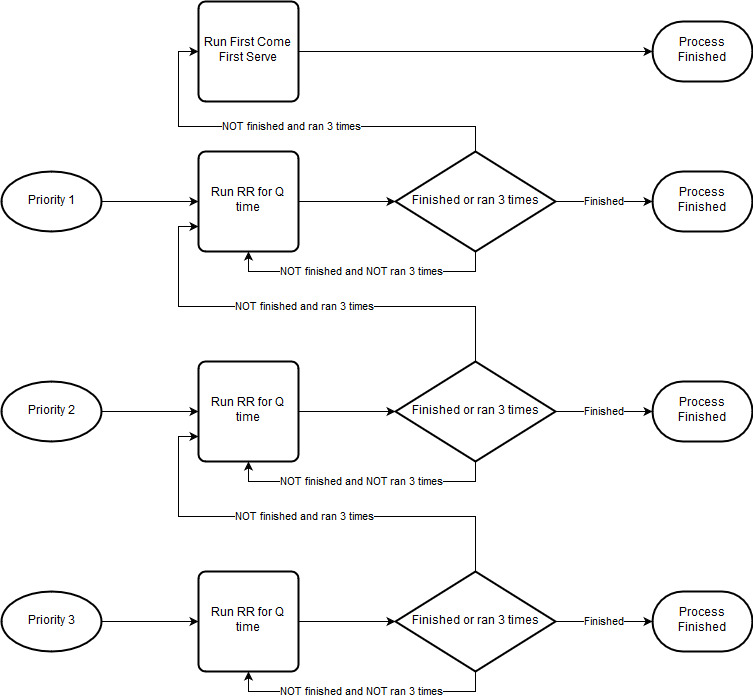 Run First Come
First Serve
Process
Finished
NOT finished and ran 3 times
Priority 1
Run RR for Q
time
Finished or ran 3 times
Finished
Process
Finished
NOT finished and NOT ran 3 times
NOT finished and ran 3 times
Priority 2
Run RR for Q
time
Finished or ran 3 times
Finished
Process
Finished
NOT finished and NOT ran 3 times
NOT finished and ran 3 times
Priority 3
Run RR for Q
time
Finished or ran 3 times
Finished
Process
Finished
NOT finished and NOT ran 3 times